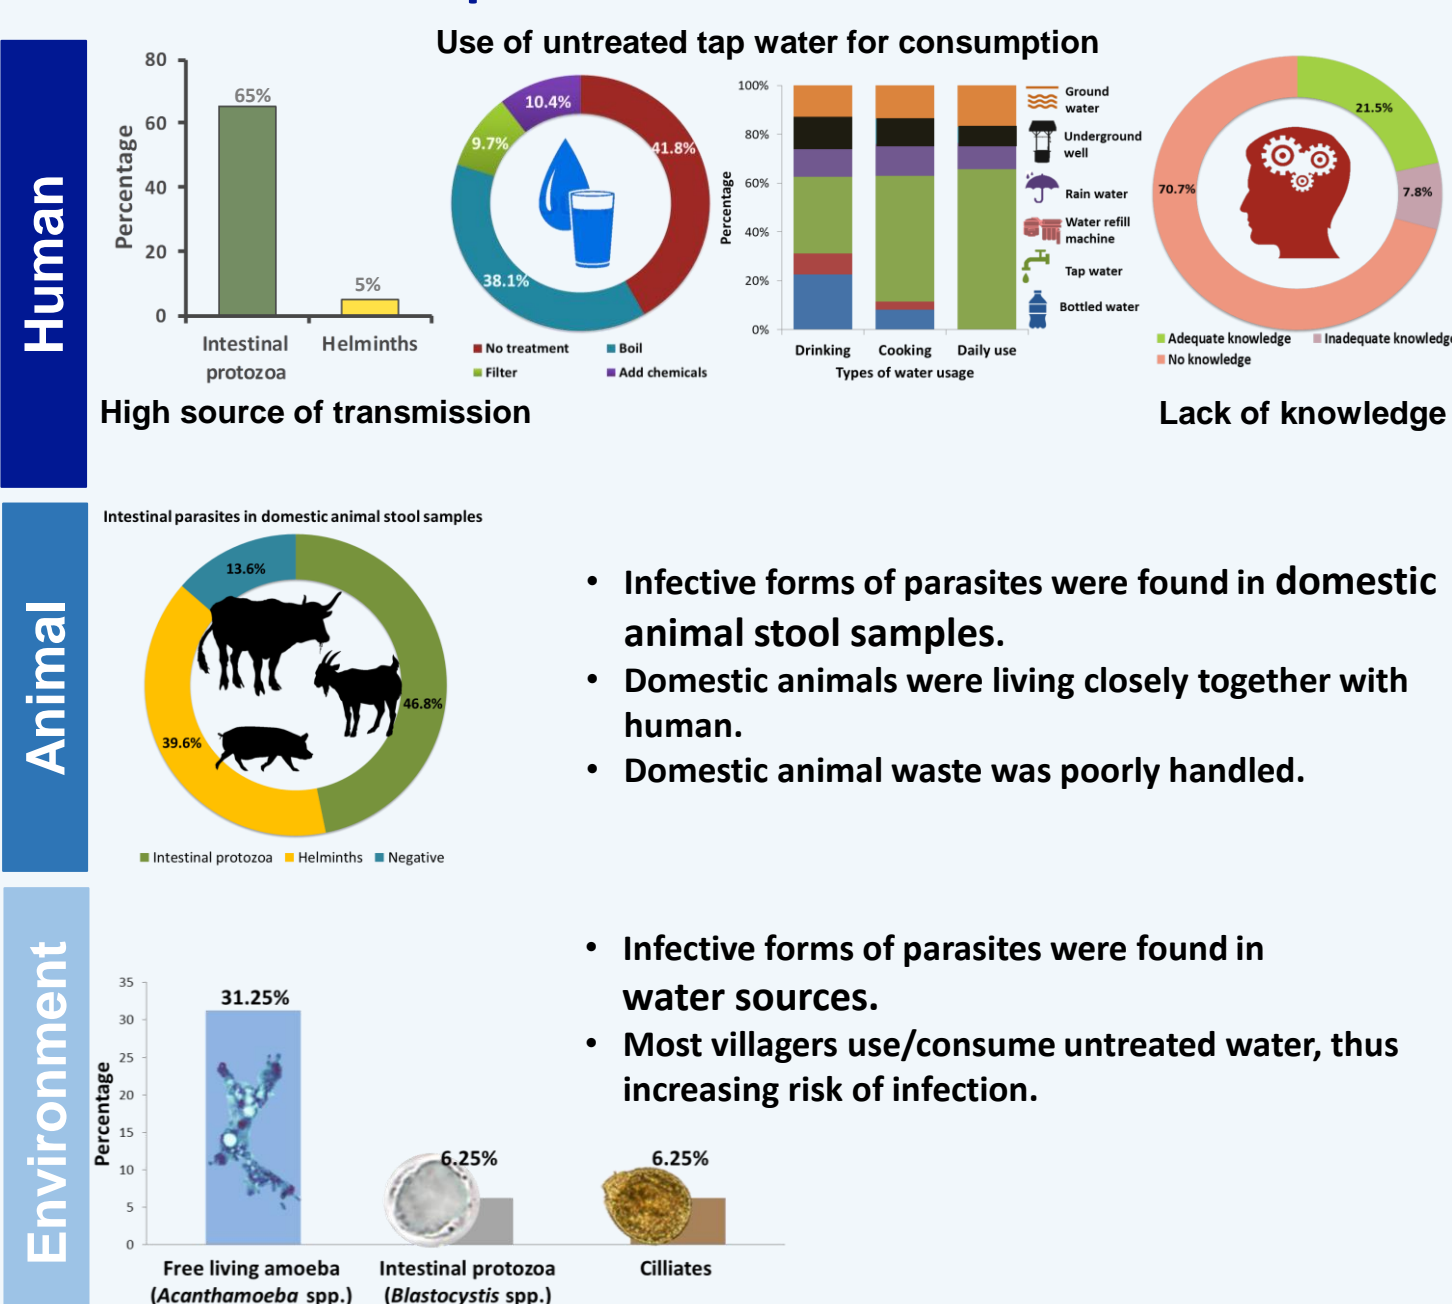 Human
Use of untreated tap water for consumption
80
60
40
20
0
Percentage
65%
5%
Intestinal
protozoa
Helminths
High source of transmission
10.4%
9.7%
41.8%
38.1%
No treatment
Boil
Filter
Add chemicals
100%
80%
60%
40%
20%
0%
Percentage
Drinking
Cooking
Daily use
Types of water usage
Ground
water
Underground
well
Rain water
Water refill
machine
Tap water
Bottled water
21.5%
7.8%
70.7%
Adequate knowledge
Inadequate knowledge
No knowledge
Lack of knowledge
Animal
Intestinal parasites in domestic animal stool samples
13.6%
46.8%
39.6%
Intestinal protozoa
Helminths
Negative
• Infective forms of parasites were found in domestic
animal stool samples.
• Domestic animals were living closely together with
human.
• Domestic animal waste was poorly handled.
Environment
35
30
25
20
15
10
5
0
Percentage
31.25%
6.25%
6.25%
Free living amoeba
(Acanthamoeba spp.)
Intestinal protozoa
(Blastocystis spp.)
Cilliates
• Infective forms of parasites were found in
water sources.
• Most villagers use/consume untreated water, thus
increasing risk of infection.